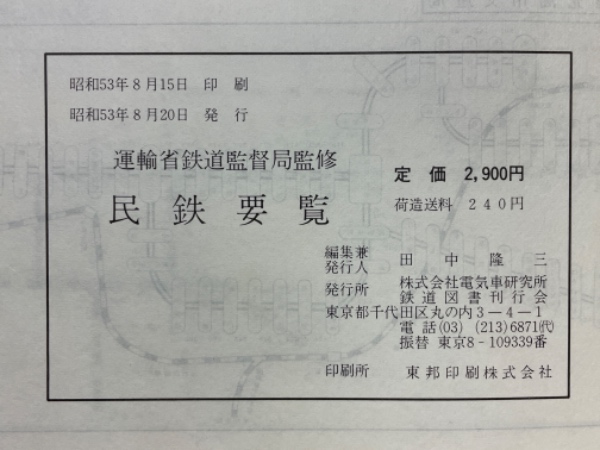 昭和53年8月15日 印刷
昭和53年8月20日 発行
運輸省鉄道監督局監修
民鉄要覧
定価 2,900円
荷造送料 240円
編集兼発行人 田中隆三
発行所 株式会社電気車研究所
鉄道図書刊行会
東京都千代田区丸の内3-4-1
電話(03) (213)6871㈹
振替 東京8-109339番
印刷所 東邦印刷株式会社